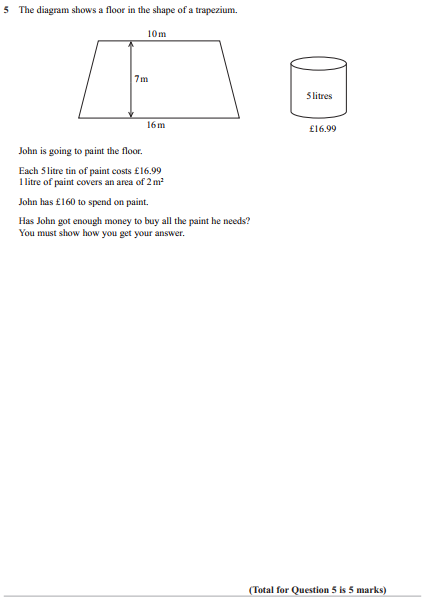 5 The diagram shows a floor in the shape of a trapezium.
10 m
7 m
5 litres
16 m
£16.99
John is going to paint the floor.
Each 5 litre tin of paint costs £16.99
1 litre of paint covers an area of 2 m²
John has £160 to spend on paint.
Has John got enough money to buy all the paint he needs?
You must show how you get your answer.
(Total for Question 5 is 5 marks)